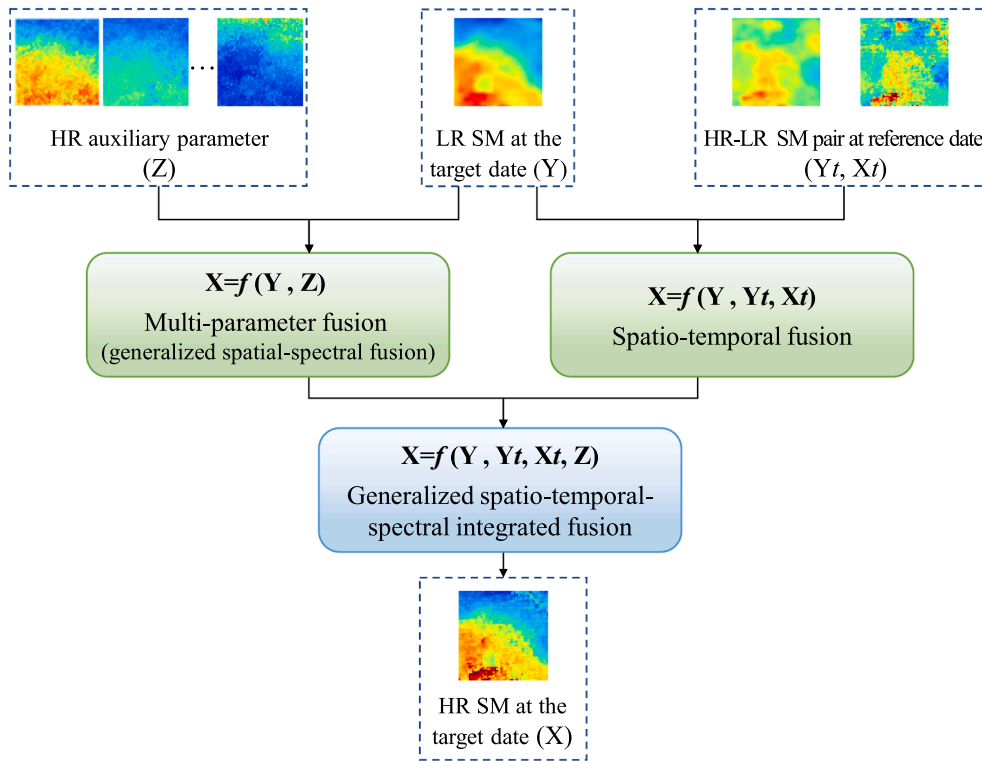 ...
HR auxiliary parameter
(Z)
LR SM at the
target date (Y)
HR-LR SM pair at reference date
(Yt, Xt)
X=f (Y , Z)
Multi-parameter fusion
(generalized spatial-spectral fusion)
X=f (Y , Yt, Xt)
Spatio-temporal fusion
X=f (Y , Yt, Xt, Z)
Generalized spatio-temporal-
spectral integrated fusion
HR SM at the
target date (X)